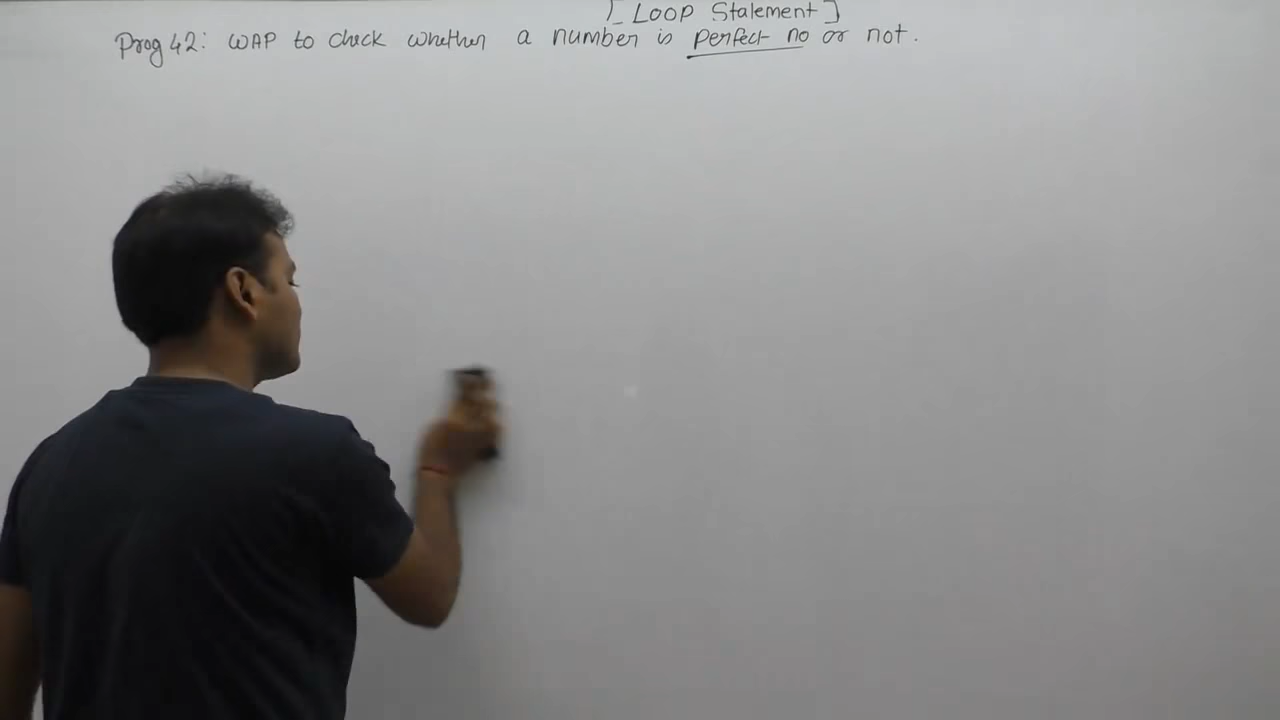 [ Loop Statement ]
Prog 42: WAP to check whether a number is perfect no or not.